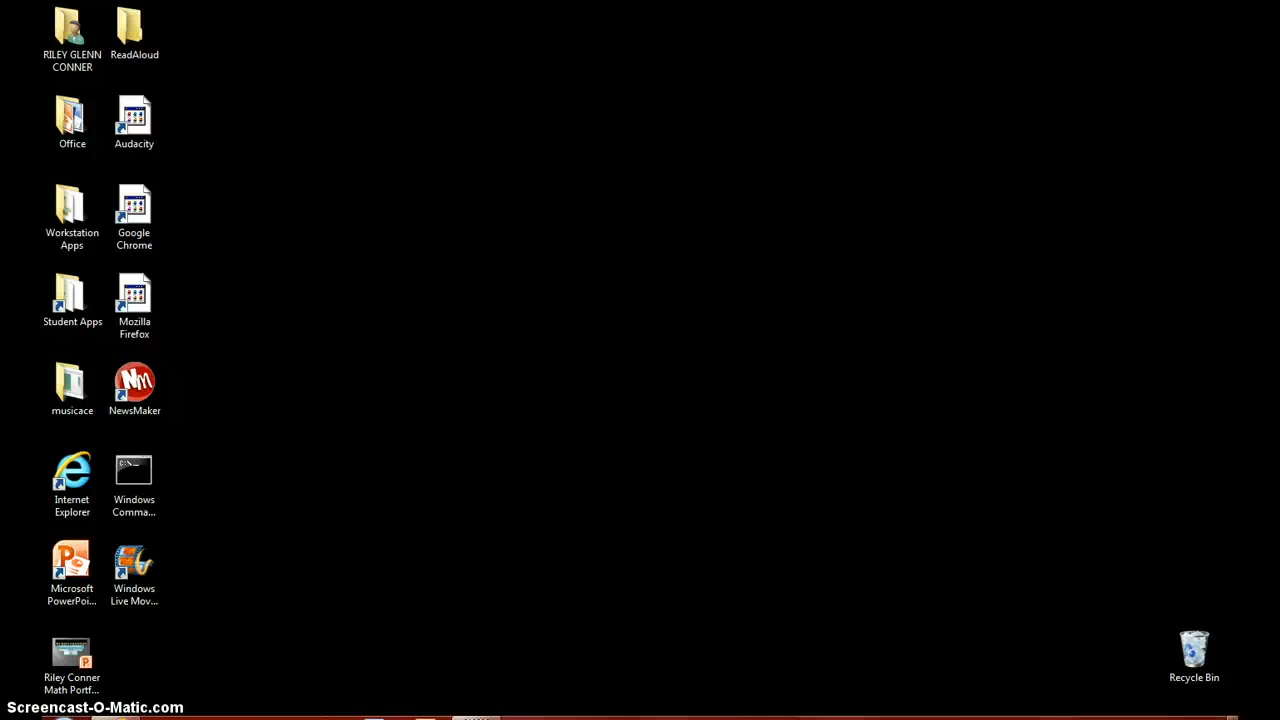 RILEY GLENN
CONNER
ReadAloud
Office
Audacity
Workstation
Apps
Google
Chrome
Student Apps
Mozilla
Firefox
musicace
NM
NewsMaker
Internet
Explorer
C:\_
Windows
Comma...
Microsoft
PowerPoi...
Windows
Live Mov...
Riley Conner
Math Portf...
Recycle Bin
Screencast-O-Matic.com